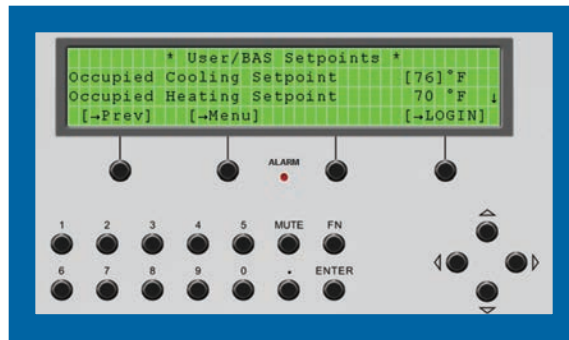 * User/BAS Setpoints *
Occupied Cooling Setpoint [76]°F
Occupied Heating Setpoint 70 °F ↓
[→Prev] [→Menu] [→LOGIN]
ALARM
1 2 3 4 5 MUTE FN
6 7 8 9 0 . ENTER